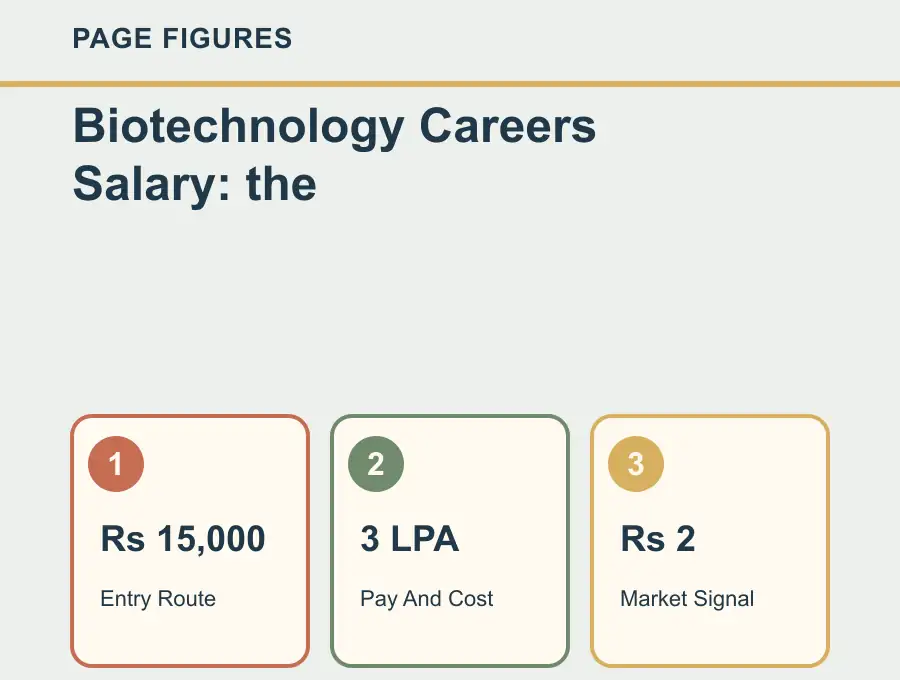 PAGE FIGURES
Biotechnology Careers
Salary: the
1
Rs 15,000
Entry Route
2
3 LPA
Pay And Cost
3
Rs 2
Market Signal